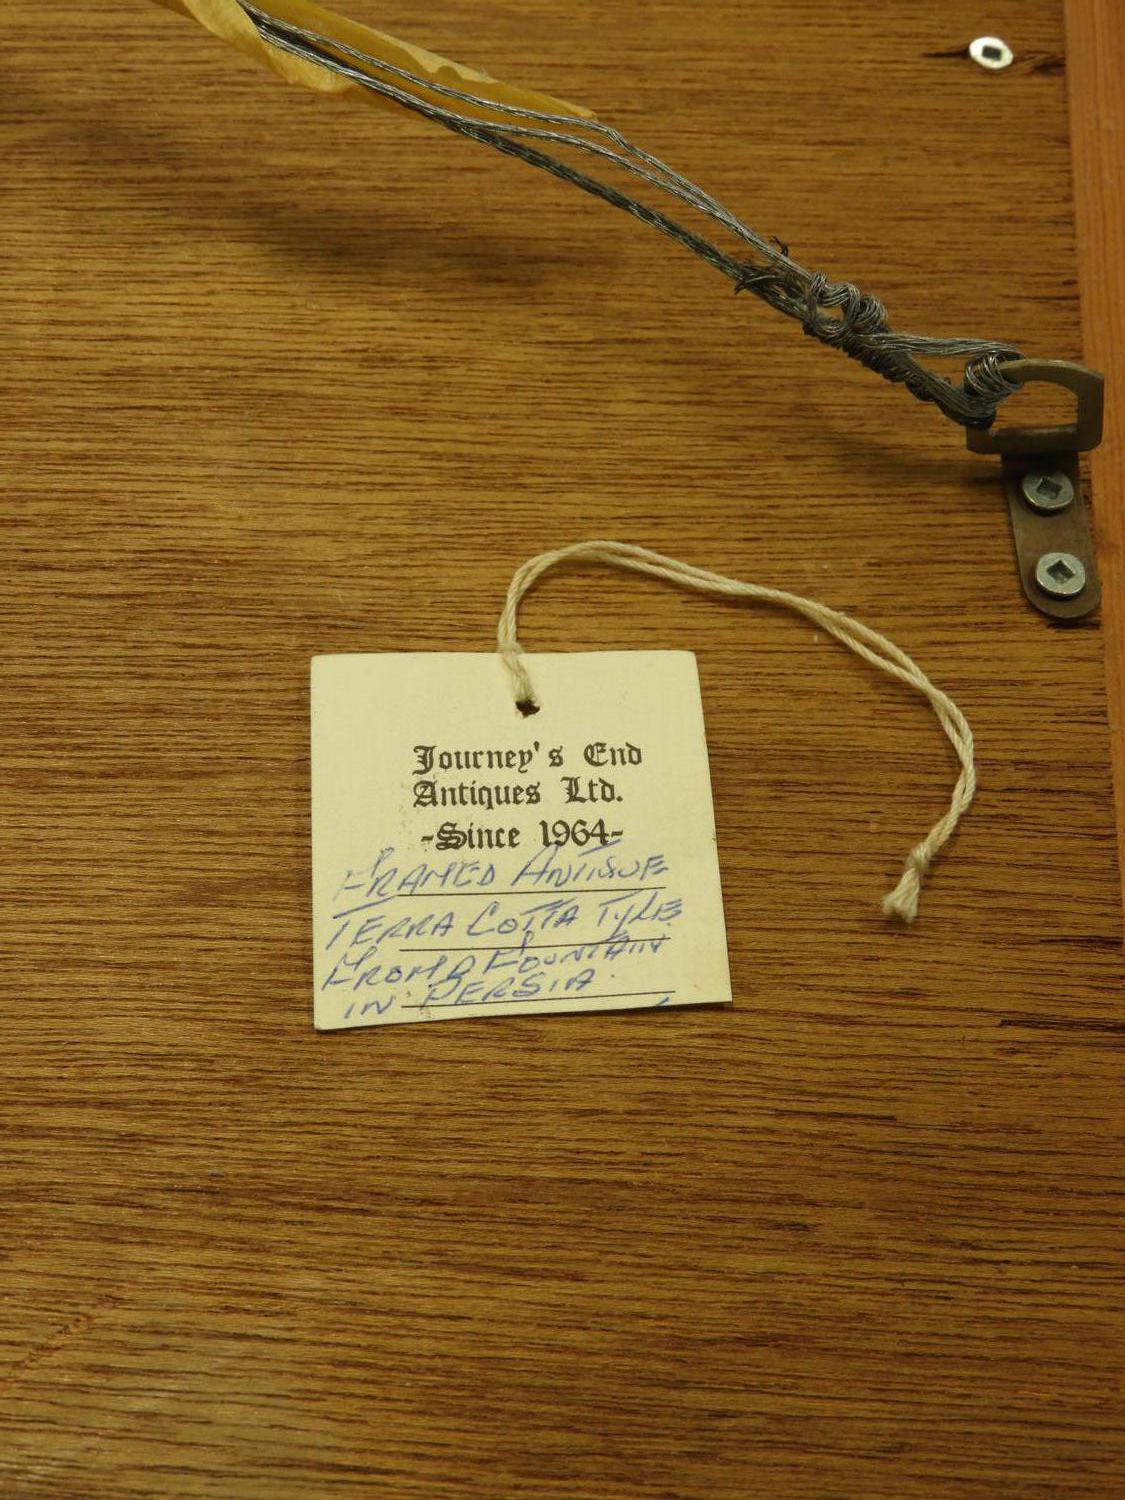 Journey's End
Antiques Ltd.
-Since 1964-
FRAMED ANTIQUE
TERRA COTTA TYLE
FROM A FOUNTAIN
IN PERSIA.